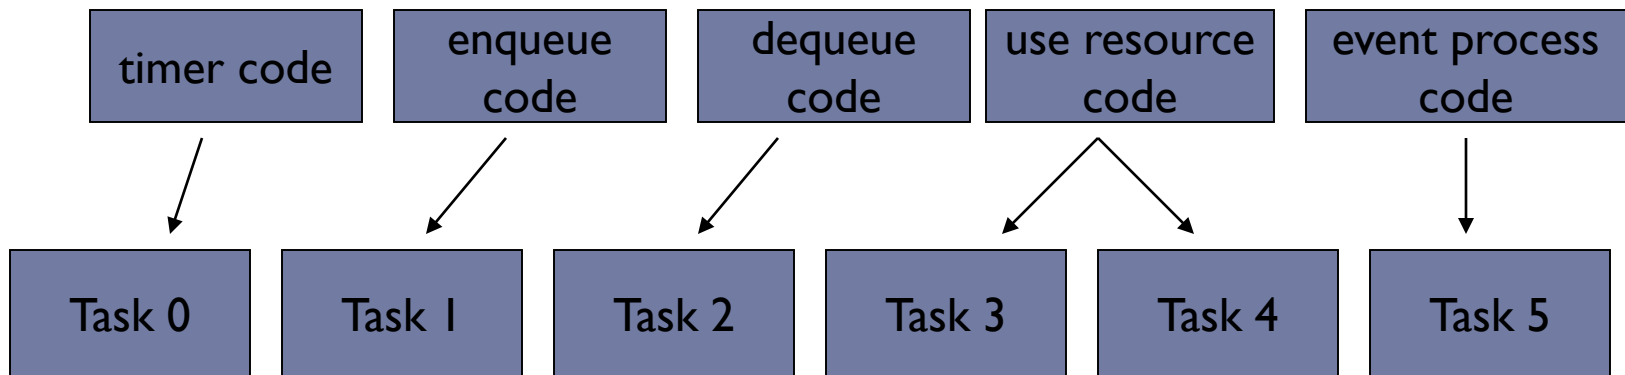 timer code
enqueue
code
dequeue
code
use resource
code
event process
code
Task 0
Task 1
Task 2
Task 3
Task 4
Task 5